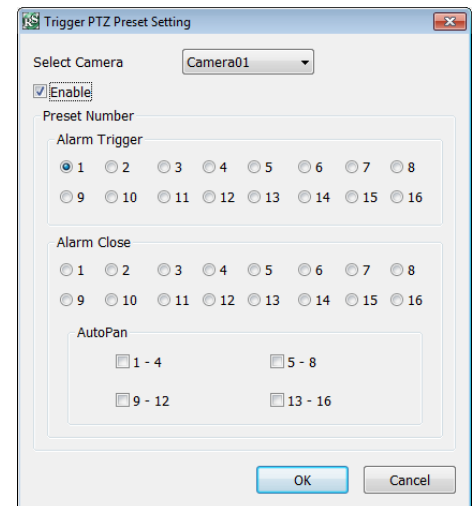 RS Trigger PTZ Preset Setting
Select Camera Camera01
Enable
Preset Number
Alarm Trigger
1 2 3 4 5 6 7 8
9 10 11 12 13 14 15 16
Alarm Close
1 2 3 4 5 6 7 8
9 10 11 12 13 14 15 16
AutoPan
1 - 4 5 - 8
9 - 12 13 - 16
OK Cancel